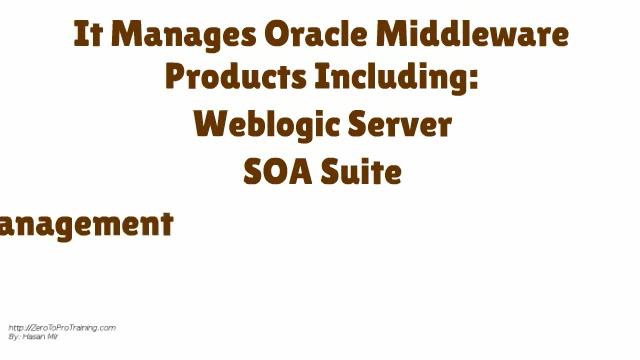 It Manages Oracle Middleware
Products Including:
Weblogic Server
SOA Suite
anagement
http://ZeroToProTraining.com
By: Hasan Mir